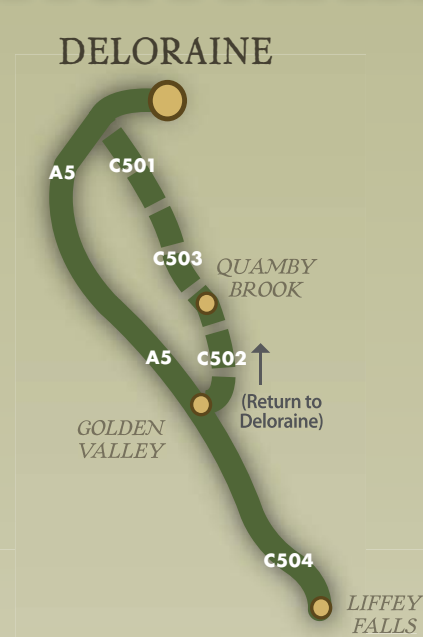 DELORAINE
C501
A5
C503
QUAMBY
BROOK
A5
C502
(Return to
Deloraine)
GOLDEN
VALLEY
C504
LIFFEY
FALLS